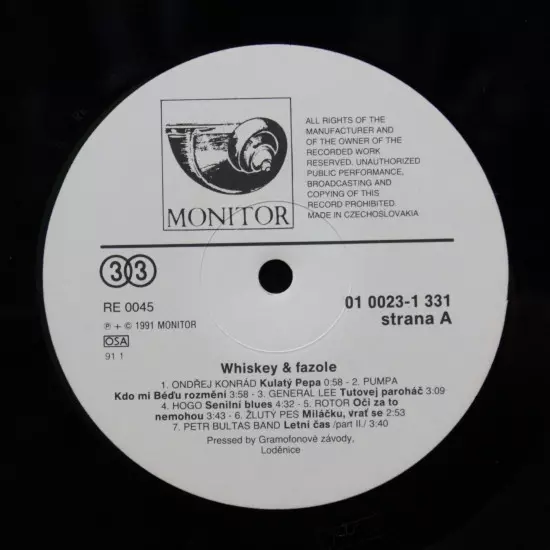 ALL RIGHTS OF THE
MANUFACTURER AND
OF THE OWNER OF THE
RECORDED WORK
RESERVED. UNAUTHORIZED
PUBLIC PERFORMANCE,
BROADCASTING AND
COPYING OF THIS
RECORD PROHIBITED.
MADE IN CZECHOSLOVAKIA
MONITOR
33
RE 0045
℗ + © 1991 MONITOR
OSA
91 1
01 0023-1 331
strana A
Whiskey & fazole
1. ONDŘEJ KONRÁD Kulatý Pepa 0:58 - 2. PUMPA
Kdo mi Béďu rozmění 3:58 - 3. GENERAL LEE Tutovej paroháč 3:09
4. HOGO Senilní blues 4:32 - 5. ROTOR Oči za to
nemohou 3:43 - 6. ŽLUTÝ PES Miláčku, vrať se 2:53
7. PETR BULTAS BAND Letní čas /part II./ 3:40
Pressed by Gramofonové závody,
Loděnice